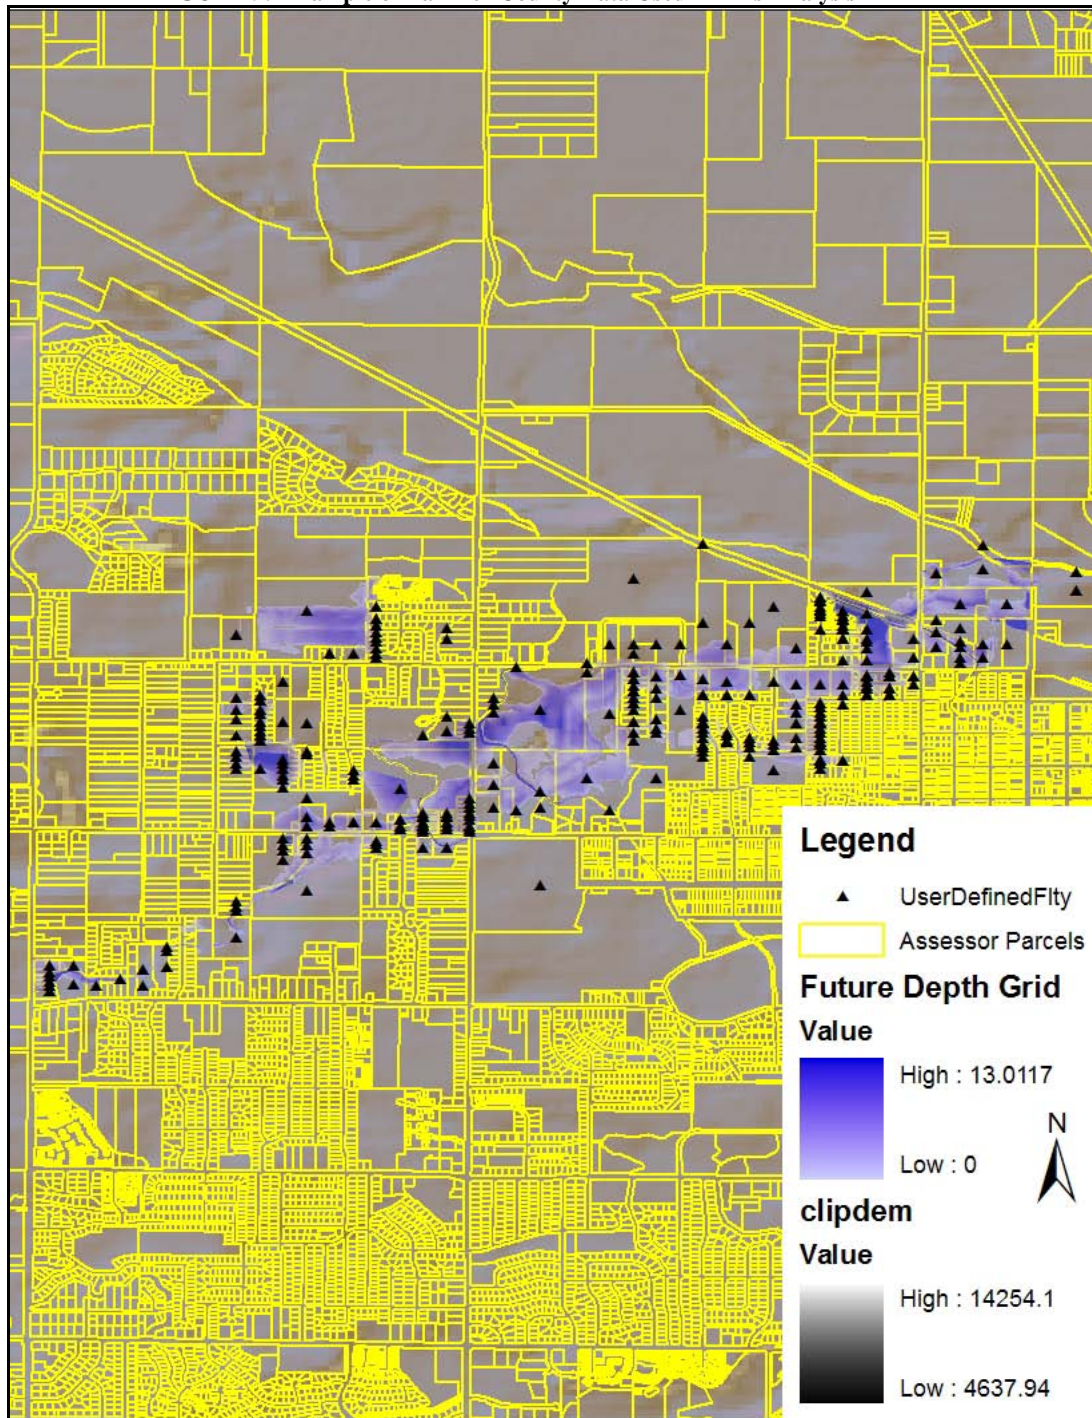 Legend
UserDefinedFlty
Assessor Parcels
Future Depth Grid
Value
High : 13.0117
Low : 0
N
clipdem
Value
High : 14254.1
Low : 4637.94